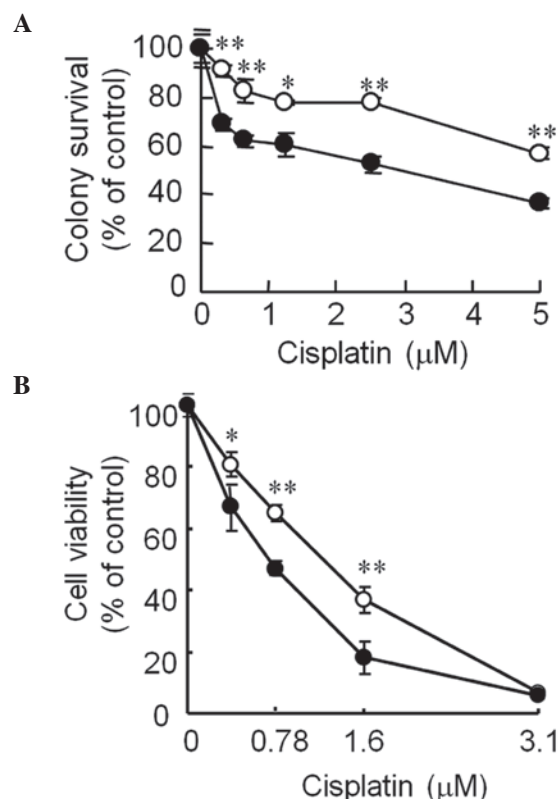 A
Colony survival
(% of control)
100
80
60
40
20
0
**
**
*
**
**
0 1 2 3 4 5
Cisplatin (μM)
B
Cell viability
(% of control)
100
80
60
40
20
0
*
**
**
0 0.78 1.6 3.1
Cisplatin (μM)